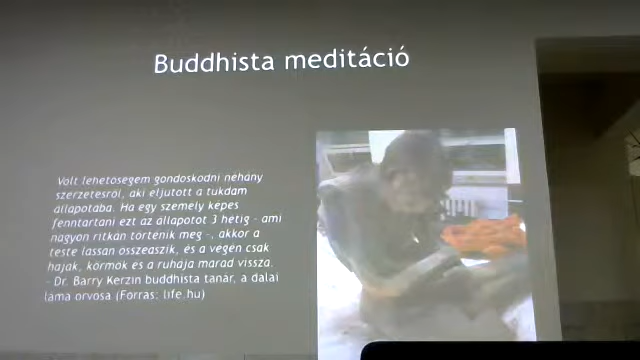 Buddhista meditáció
Volt lehetőségem gondoskodni néhány
szerzetesről, aki eljutott a tukdam
állapotába. Ha egy személy képes
fenntartani ezt az állapotot 3 hétig - ami
nagyon ritkán történik meg -, akkor a
teste lassan összeaszik, és a végén csak
hajak, körmök és a ruhája marad vissza.
- Dr. Barry Kerzin buddhista tanár, a dalai
láma orvosa (Forrás: life.hu)